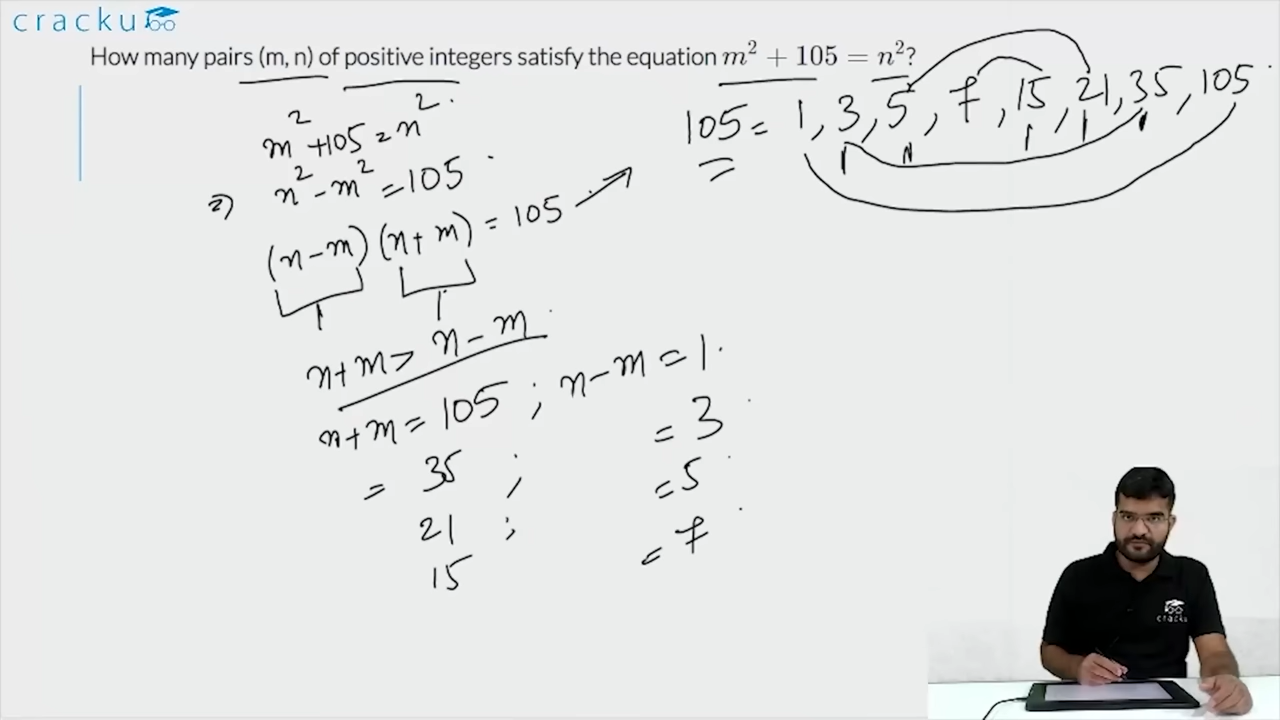 cracku
How many pairs (m, n) of positive integers satisfy the equation m² + 105 = n²?
m² + 105 = n²
⇒ n² - m² = 105
(n - m) (n + m) = 105
105 = 1, 3, 5, 7, 15, 21, 35, 105
n + m > n - m
n + m = 105 ; n - m = 1
= 35 ; = 3
21 ; = 5
15 = 7
cracku